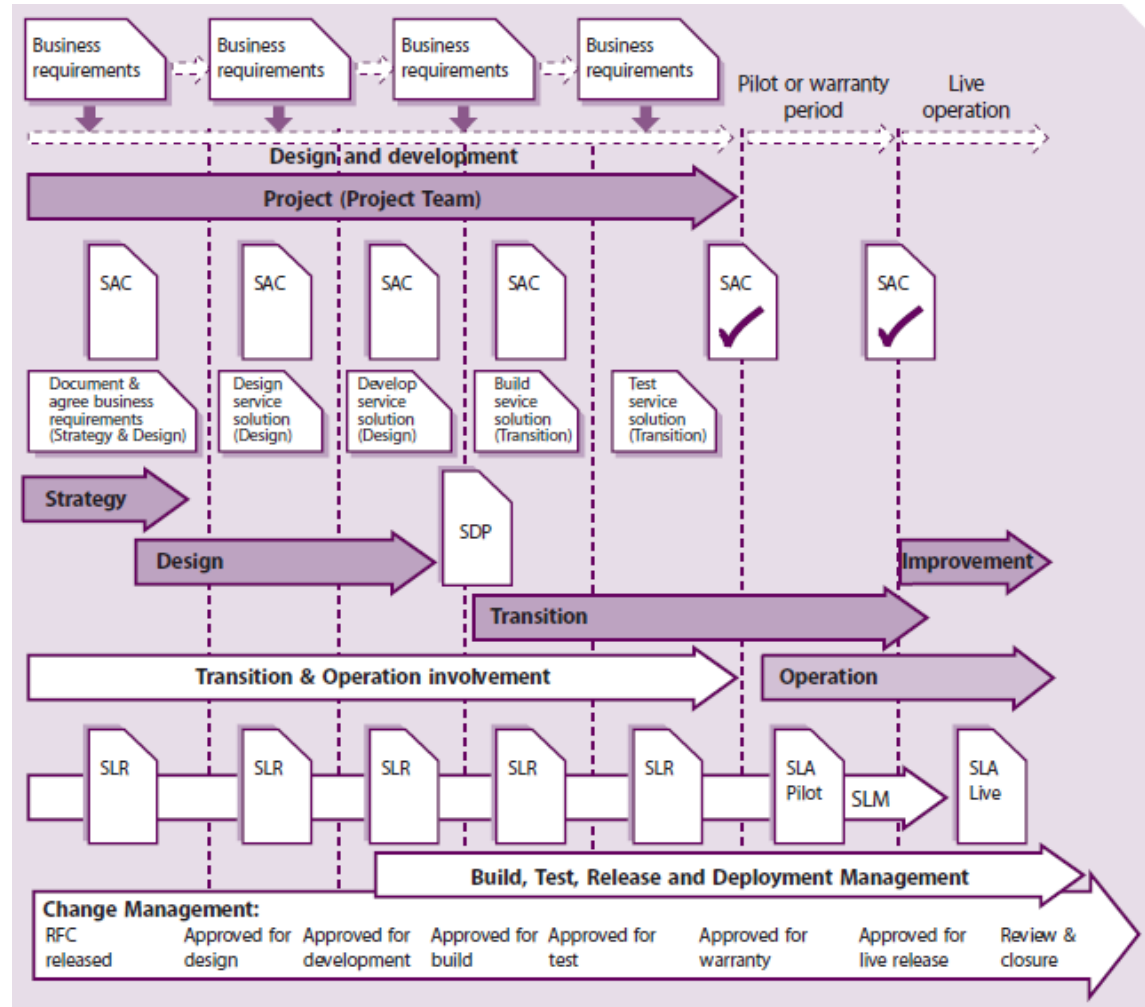 Business
requirements
Business
requirements
Business
requirements
Business
requirements
Pilot or warranty
period
Live
operation
Design and development
Project (Project Team)
SAC
SAC
SAC
SAC
SAC
SAC
Document &
agree business
requirements
(Strategy & Design)
Design
service
solution
(Design)
Develop
service
solution
(Design)
Build
sevice
solution
(Transition)
Test
service
solution
(Transition)
Strategy
SDP
Design
Improvement
Transition
Transition & Operation involvement
Operation
SLR
SLR
SLR
SLR
SLR
SLA
Pilot
SLM
SLA
Live
Build, Test, Release and Deployment Management
Change Management:
RFC
released
Approved for
design
Approved for
development
Approved for
build
Approved for
test
Approved for
warranty
Approved for
live release
Review &
closure